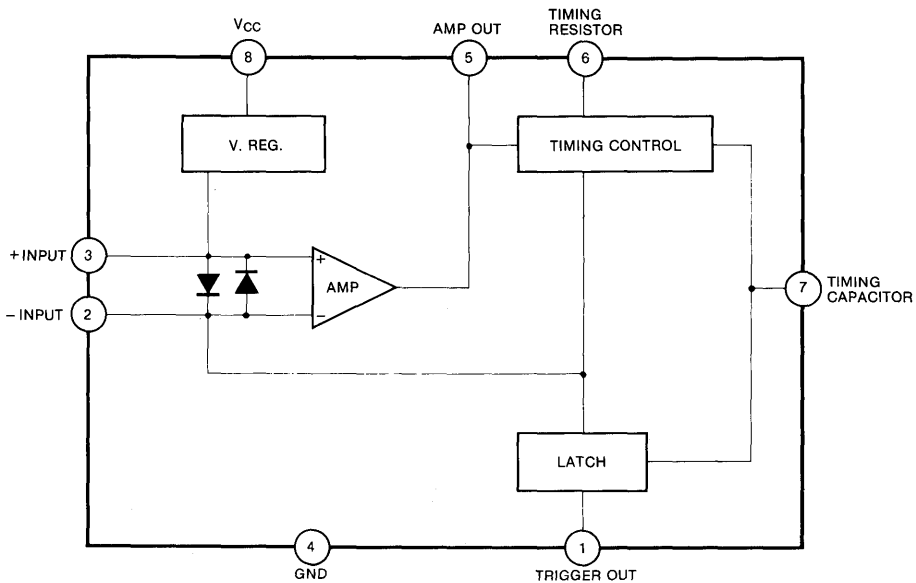 VCC
8
AMP OUT
5
TIMING
RESISTOR
6
V. REG.
TIMING CONTROL
+ INPUT
3
+
AMP
−
− INPUT
2
7
TIMING
CAPACITOR
LATCH
4
GND
1
TRIGGER OUT